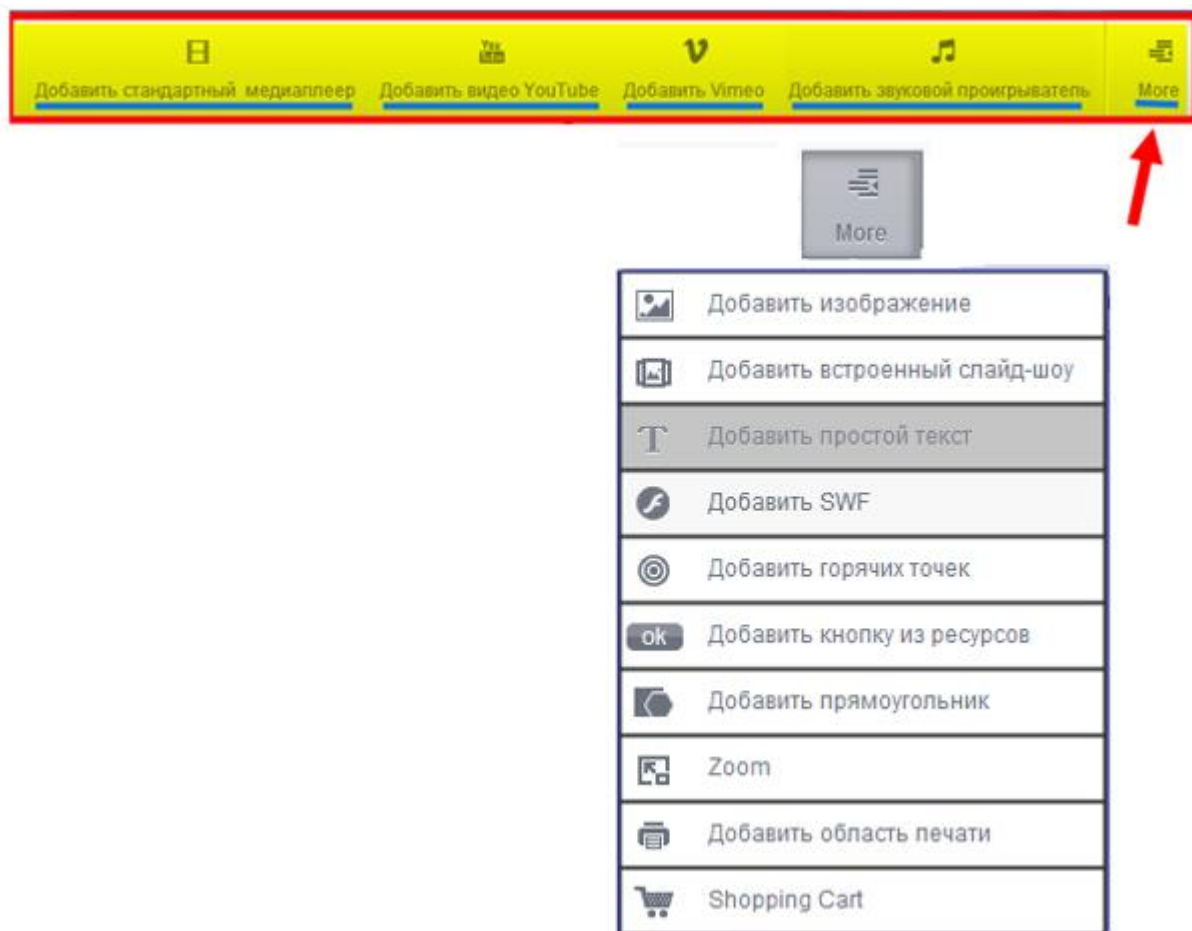 You Tube
Добавить стандартный медиаплеер Добавить видео YouTube Добавить Vimeo Добавить звуковой проигрыватель More
More
Добавить изображение
Добавить встроенный слайд-шоу
T Добавить простой текст
Добавить SWF
Добавить горячих точек
ok Добавить кнопку из ресурсов
Добавить прямоугольник
Zoom
Добавить область печати
Shopping Cart